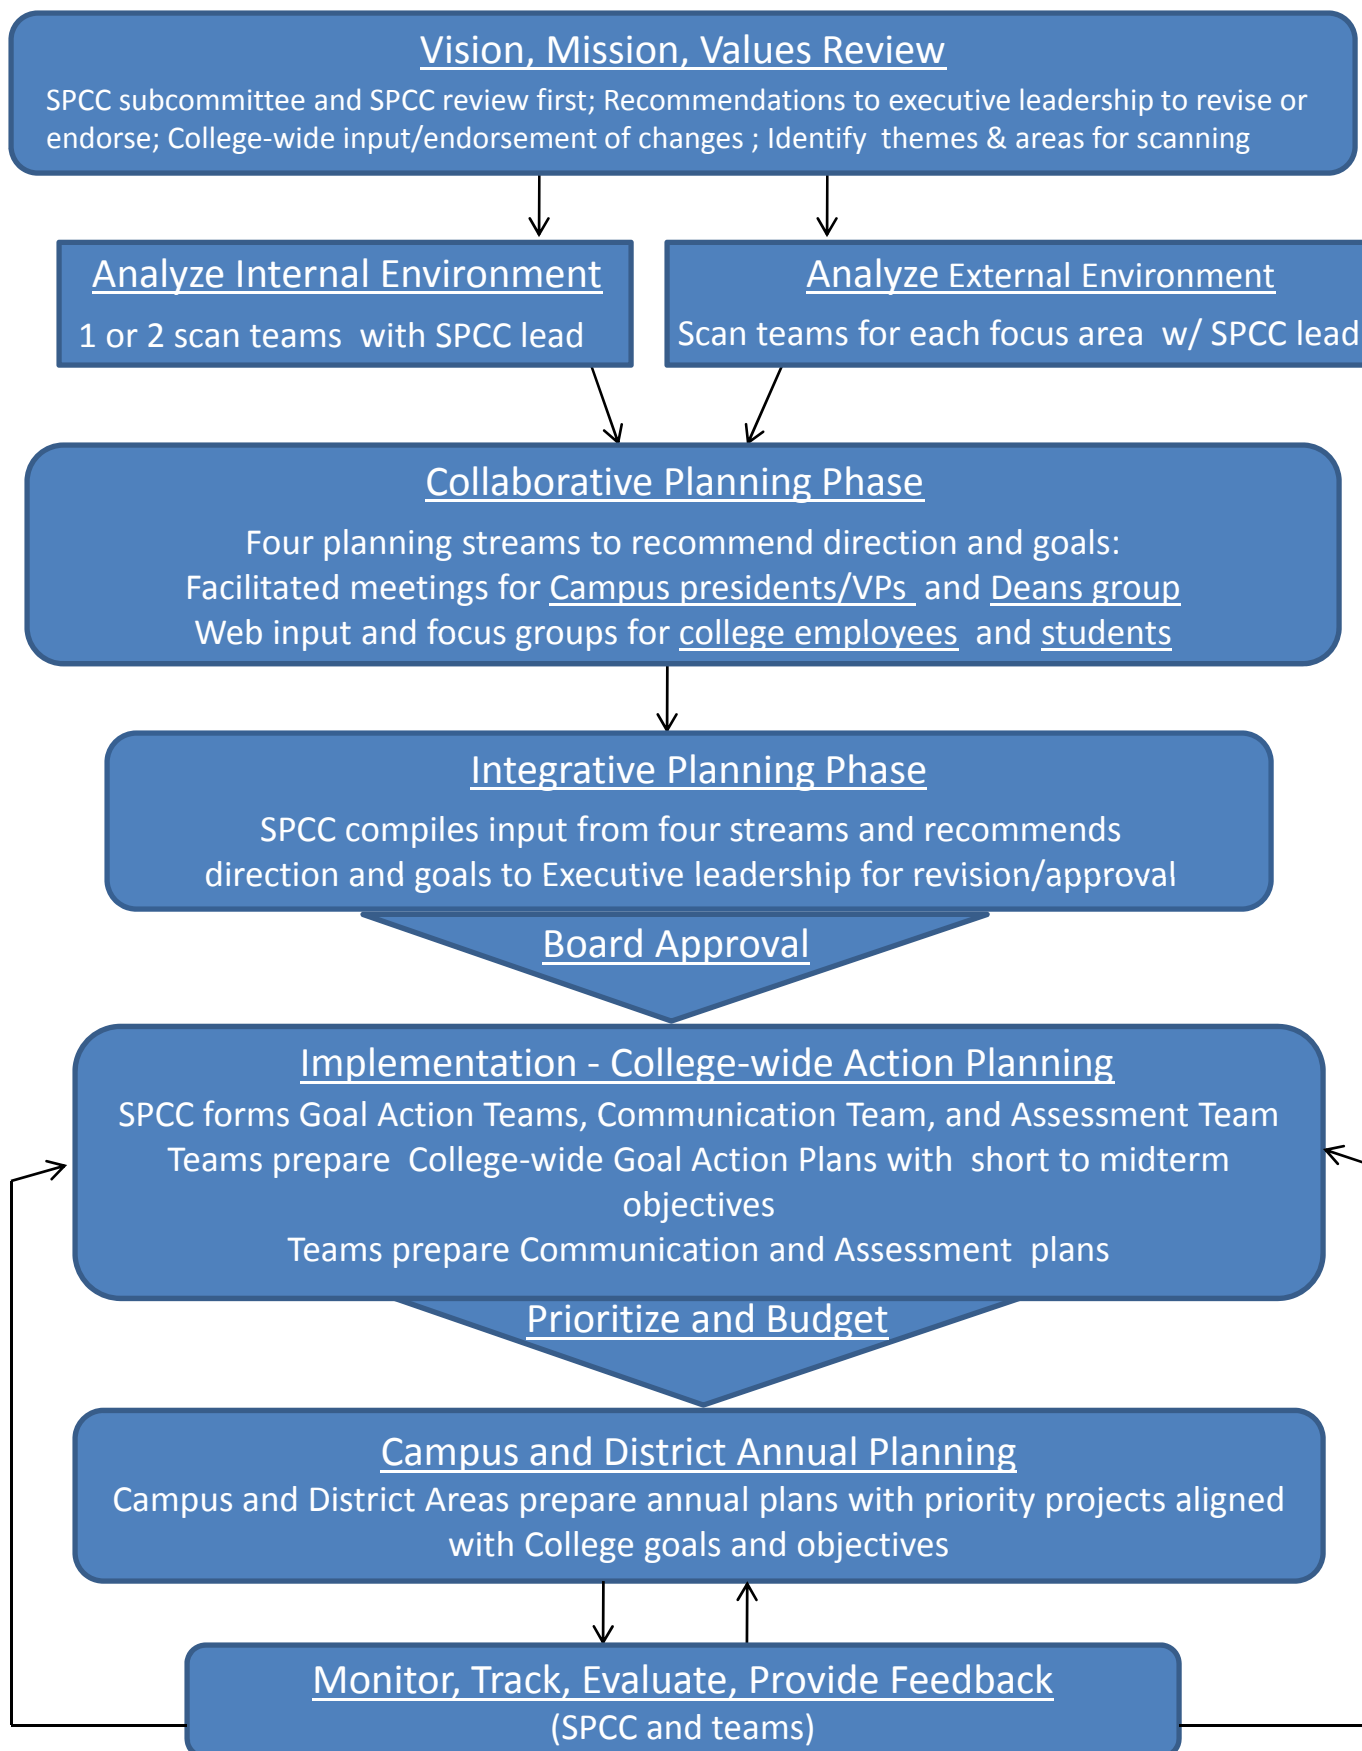 Vision, Mission, Values Review
SPCC subcommittee and SPCC review first; Recommendations to executive leadership to revise or
endorse; College-wide input/endorsement of changes ; Identify themes & areas for scanning
Analyze Internal Environment
1 or 2 scan teams with SPCC lead
Analyze External Environment
Scan teams for each focus area w/ SPCC lead
Collaborative Planning Phase
Four planning streams to recommend direction and goals:
Facilitated meetings for Campus presidents/VPs and Deans group
Web input and focus groups for college employees and students
Integrative Planning Phase
SPCC compiles input from four streams and recommends
direction and goals to Executive leadership for revision/approval
Board Approval
Implementation - College-wide Action Planning
SPCC forms Goal Action Teams, Communication Team, and Assessment Team
Teams prepare College-wide Goal Action Plans with short to midterm
objectives
Teams prepare Communication and Assessment plans
Prioritize and Budget
Campus and District Annual Planning
Campus and District Areas prepare annual plans with priority projects aligned
with College goals and objectives
Monitor, Track, Evaluate, Provide Feedback
(SPCC and teams)